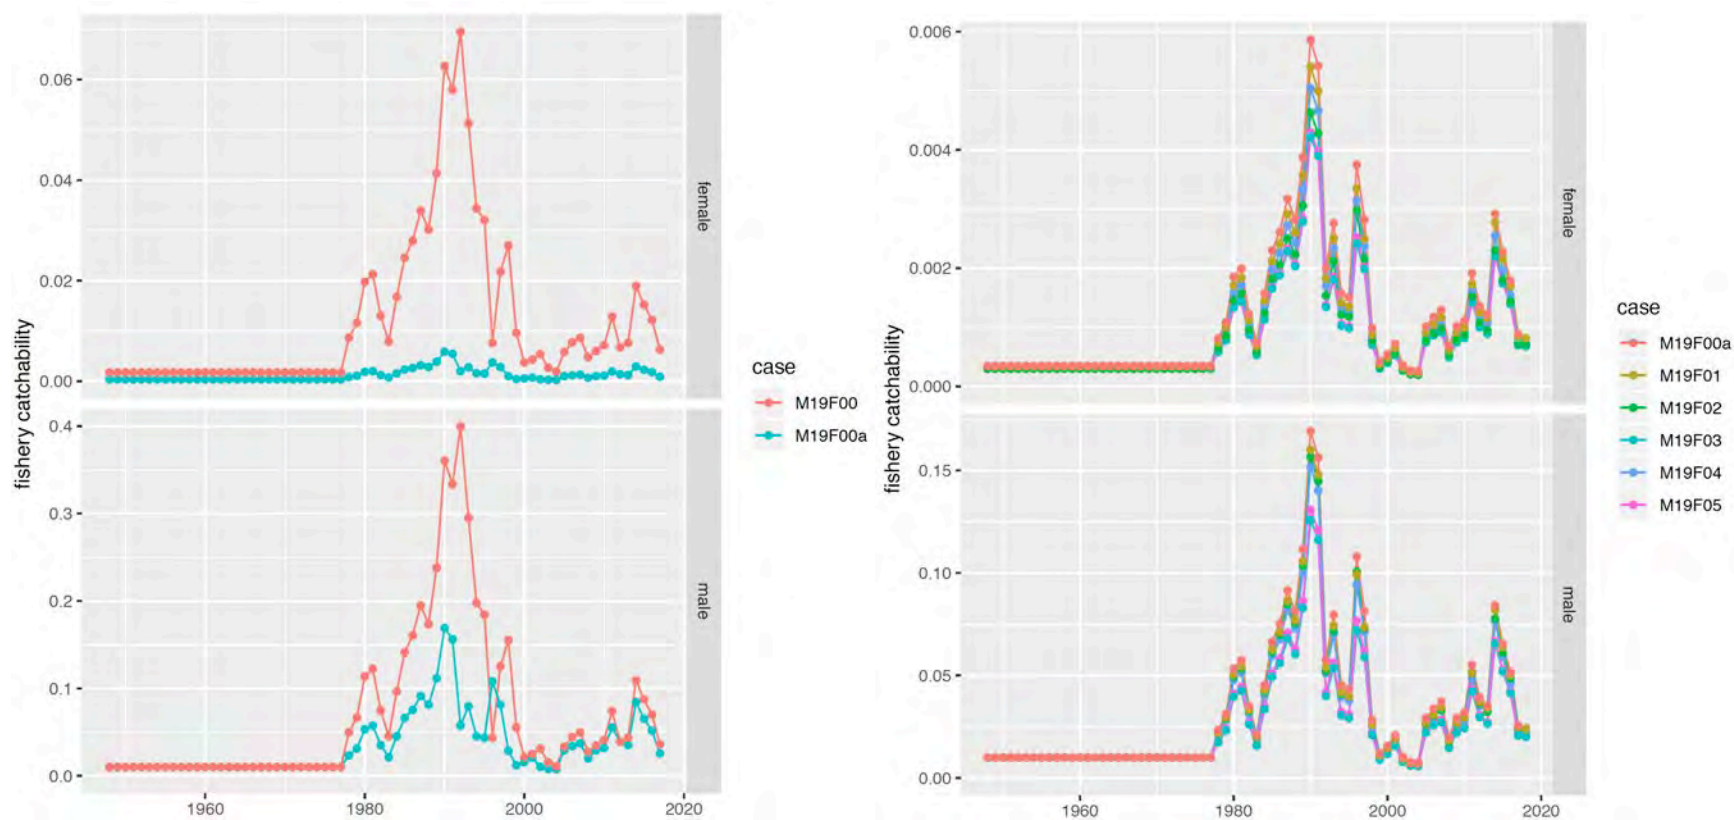 fishery catchability
0.06
0.04
0.02
0.00
female
0.4
0.3
0.2
0.1
0.0
male
1960
1980
2000
2020
case
M19F00
M19F00a
fishery catchability
0.006
0.004
0.002
0.000
female
0.15
0.10
0.05
0.00
male
1960
1980
2000
2020
case
M19F00a
M19F01
M19F02
M19F03
M19F04
M19F05